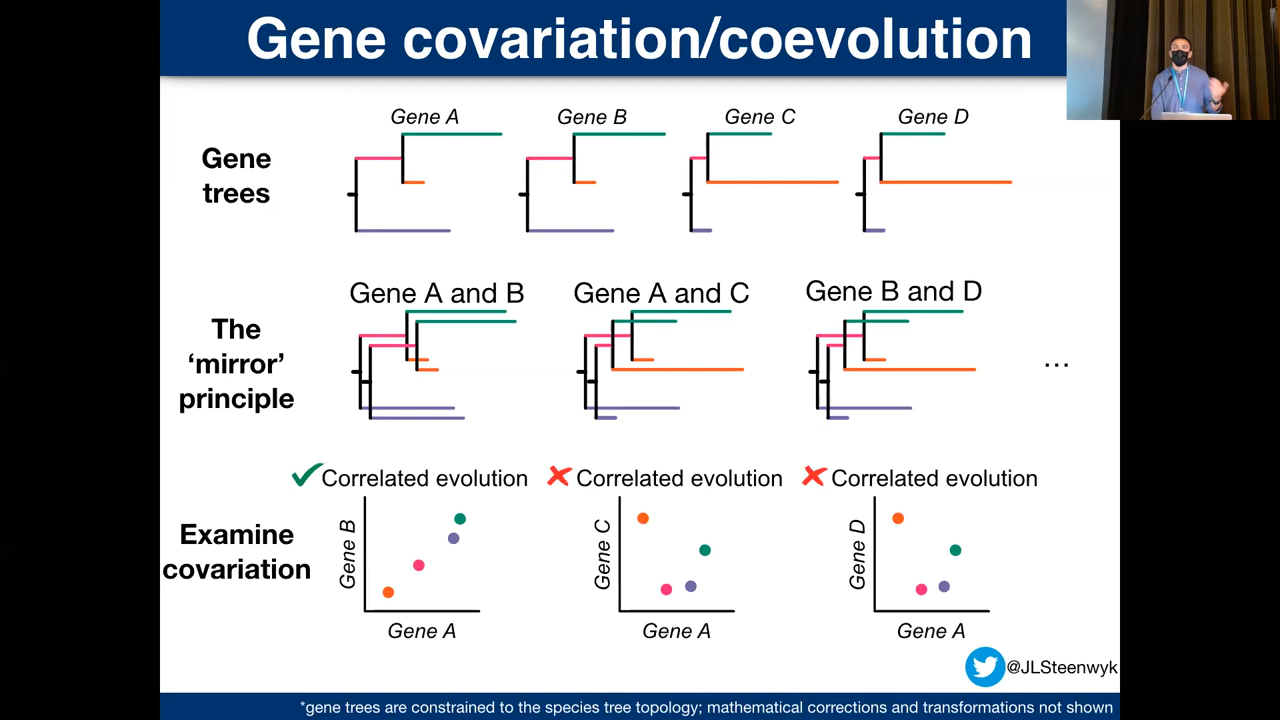 Gene covariation/coevolution
Gene A
Gene B
Gene C
Gene D
Gene
trees
Gene A and B
Gene A and C
Gene B and D
The
‘mirror’
principle
...
Correlated evolution
Correlated evolution
Correlated evolution
Examine
covariation
Gene B
Gene A
Gene C
Gene A
Gene D
Gene A
@JLSteenwyk
*gene trees are constrained to the species tree topology; mathematical corrections and transformations not shown